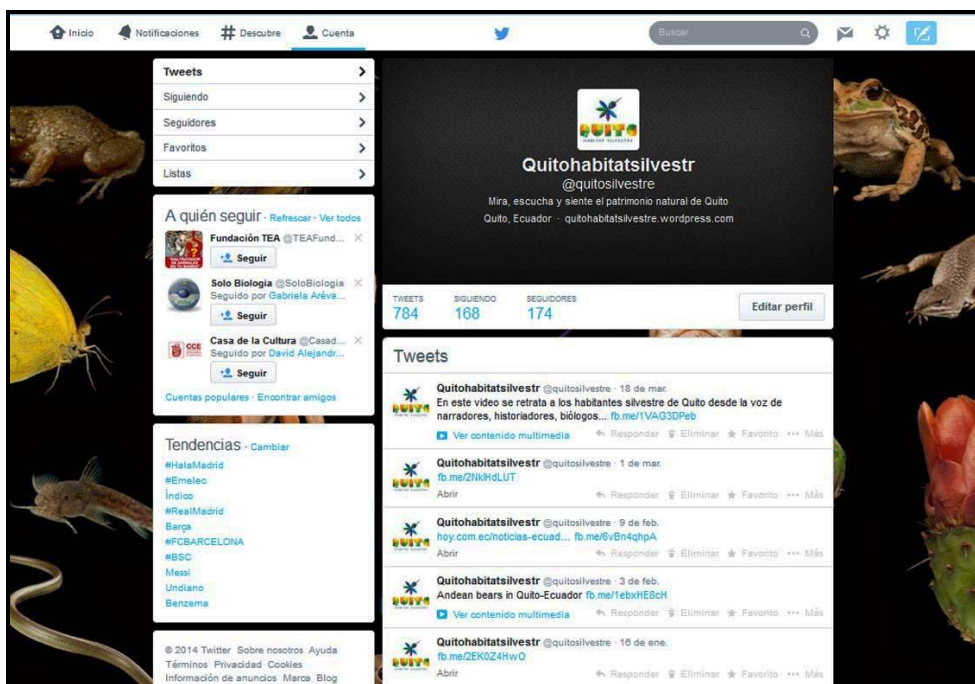 Inicio Notificaciones Descubre Cuenta Buscar
Tweets
Siguiendo
Seguidores
Favoritos
Listas
A quién seguir · Refrescar · Ver todos
Fundación TEA @TEAFund...
Seguir
Solo Biologia @SoloBiologia
Seguido por Gabriela Aréva...
Seguir
Casa de la Cultura @Casad...
Seguido por David Alejandr...
Seguir
Cuentas populares · Encontrar amigos
Tendencias · Cambiar
#HalaMadrid
#Emelec
Índico
#RealMadrid
Barça
#FCBARCELONA
#BSC
Messi
Undiano
Benzema
© 2014 Twitter Sobre nosotros Ayuda
Términos Privacidad Cookies
Información de anuncios Marca Blog
QUITO
HABITAT SILVESTRE
Quitohabitatsilvestr
@quitosilvestre
Mira, escucha y siente el patrimonio natural de Quito
Quito, Ecuador · quitohabitatsilvestre.wordpress.com
TWEETS SIGUIENDO SEGUIDORES
784 168 174
Editar perfil
Tweets
Quitohabitatsilvestr @quitosilvestre · 18 de mar.
En este video se retrata a los habitantes silvestre de Quito desde la voz de
narradores, historiadores, biólogos... fb.me/1VAG3DPeb
Ver contenido multimedia Responder Eliminar Favorito Más
Quitohabitatsilvestr @quitosilvestre · 1 de mar.
fb.me/2NklHdLUT
Abrir Responder Eliminar Favorito Más
Quitohabitatsilvestr @quitosilvestre · 9 de feb.
hoy.com.ec/noticias-ecuad... fb.me/6vBn4qhpA
Abrir Responder Eliminar Favorito Más
Quitohabitatsilvestr @quitosilvestre · 3 de feb.
Andean bears in Quito-Ecuador fb.me/1ebxHE8cH
Ver contenido multimedia Responder Eliminar Favorito Más
Quitohabitatsilvestr @quitosilvestre · 16 de ene.
fb.me/2EK0Z4HwO
Abrir Responder Eliminar Favorito Más